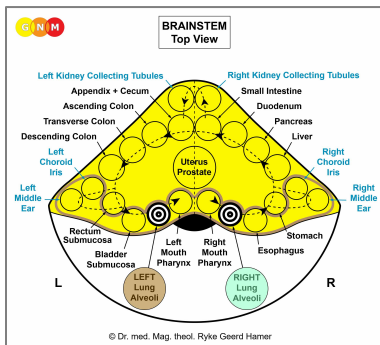 G N M
BRAINSTEM
Top View
Left Kidney Collecting Tubules
Right Kidney Collecting Tubules
Appendix + Cecum
Small Intestine
Ascending Colon
Duodenum
Transverse Colon
Pancreas
Descending Colon
Liver
Left
Choroid
Iris
Right
Choroid
Iris
Uterus
Prostate
Left
Middle
Ear
Right
Middle
Ear
Rectum
Submucosa
Bladder
Submucosa
Left
Mouth
Pharynx
Right
Mouth
Pharynx
Stomach
Esophagus
L
R
LEFT
Lung
Alveoli
RIGHT
Lung
Alveoli
© Dr. med. Mag. theol. Ryke Geerd Hamer